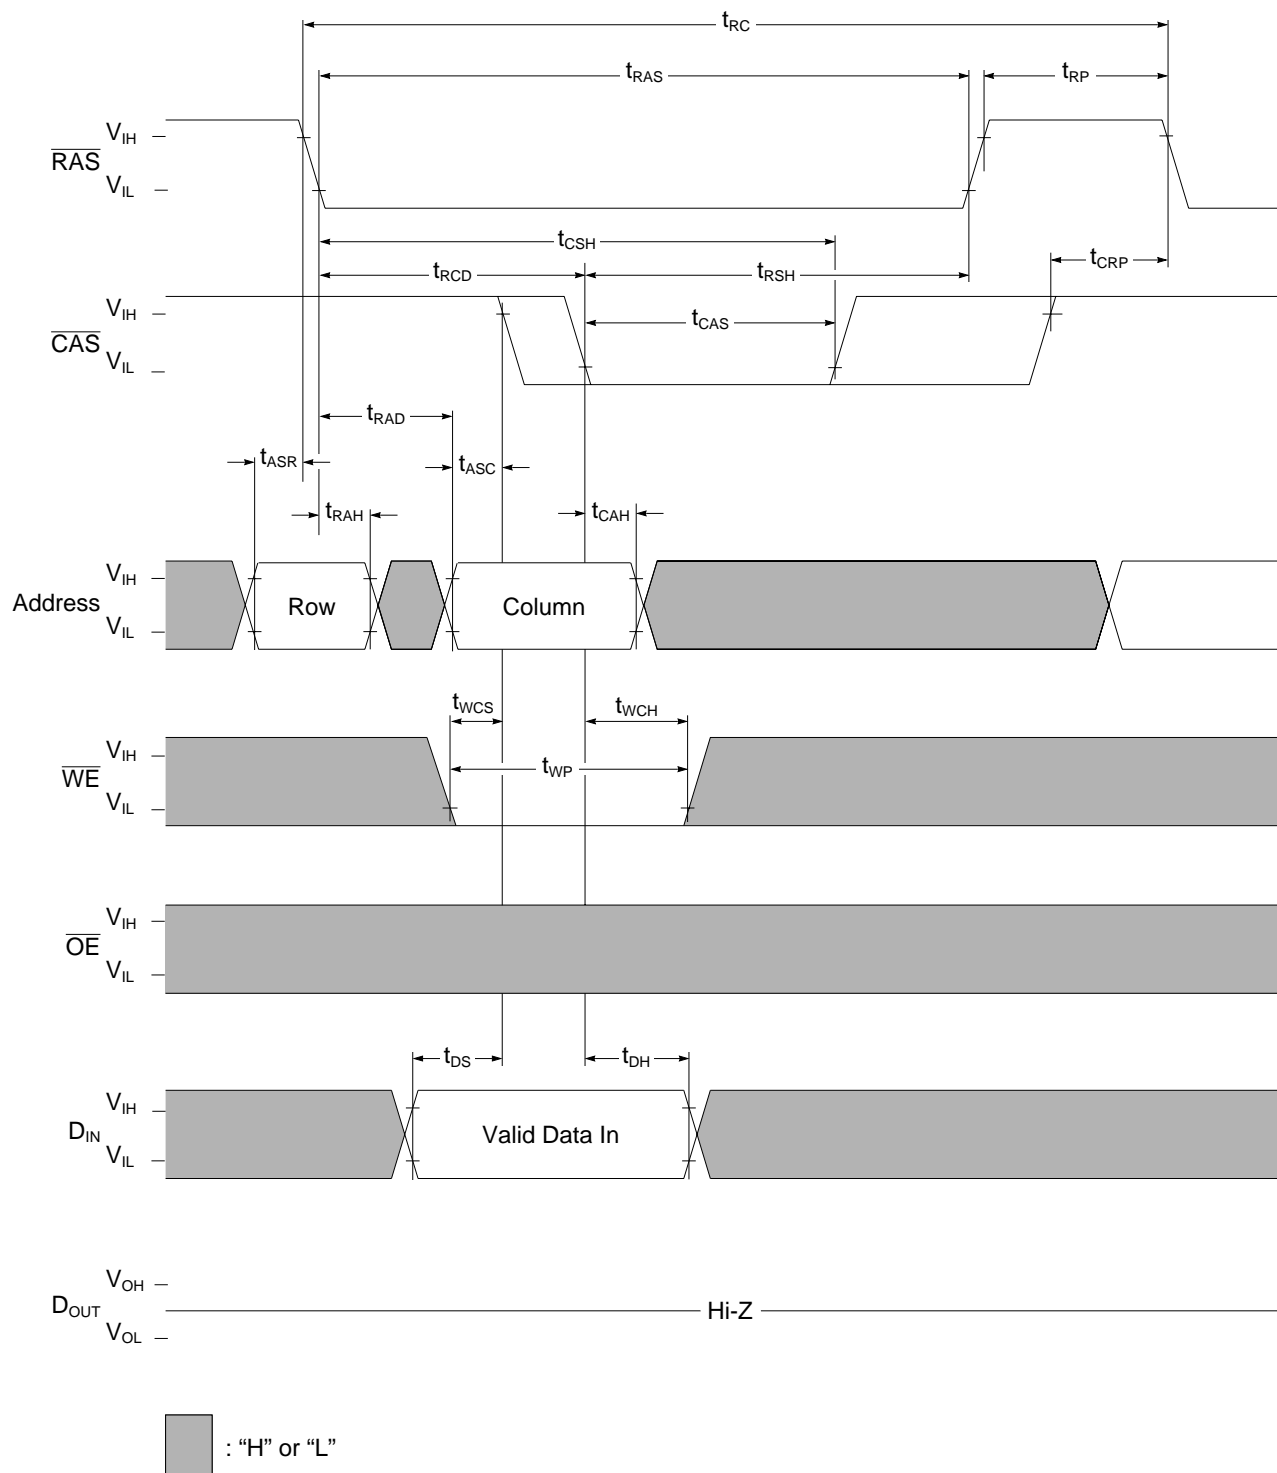 tRC
tRAS
tRP
VIH
RAS
VIL
tCSH
tRCD
tRSH
tCRP
VIH
CAS
VIL
tCAS
tRAD
tASR
tASC
tRAH
tCAH
VIH
Address
VIL
Row
Column
tWCS
tWCH
VIH
WE
VIL
tWP
VIH
OE
VIL
tDS
tDH
VIH
DIN
VIL
Valid Data In
VOH
DOUT
VOL
Hi-Z
: “H” or “L”